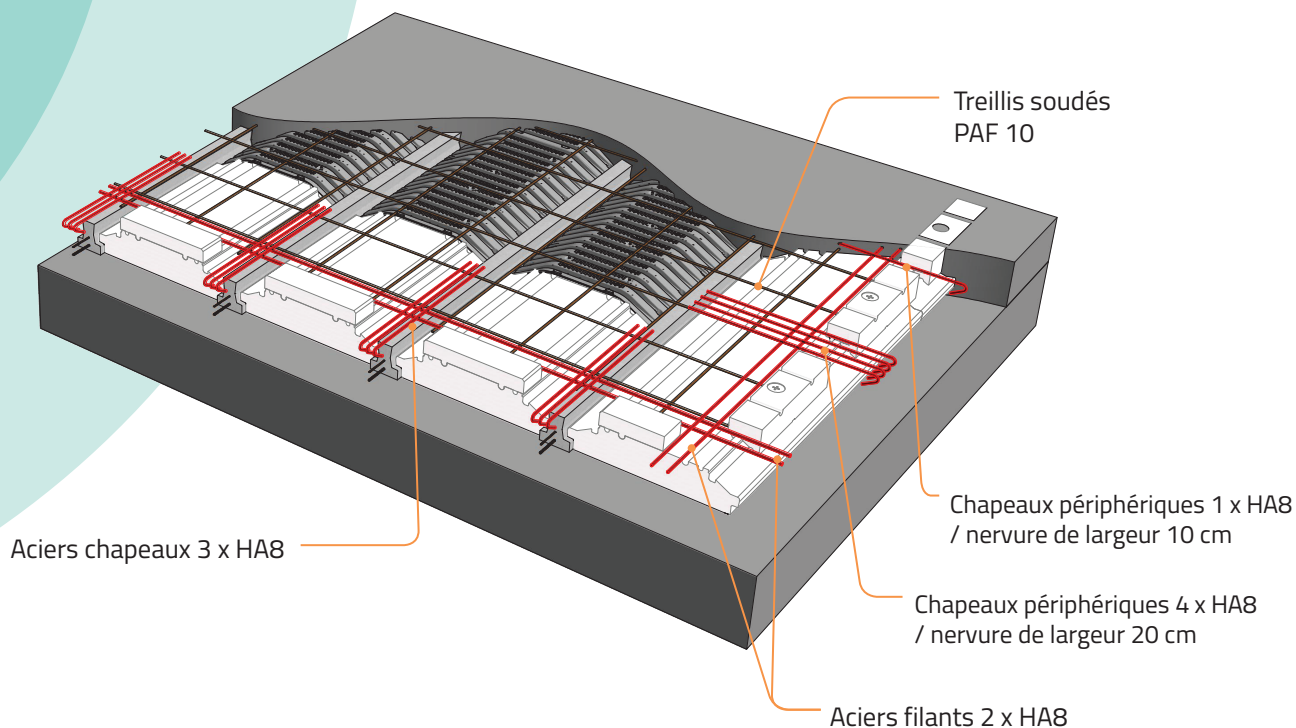 Treillis soudés
PAF 10
Chapeaux périphériques 1 x HA8
/ nervure de largeur 10 cm
Aciers chapeaux 3 x HA8
Chapeaux périphériques 4 x HA8
/ nervure de largeur 20 cm
Aciers filants 2 x HA8